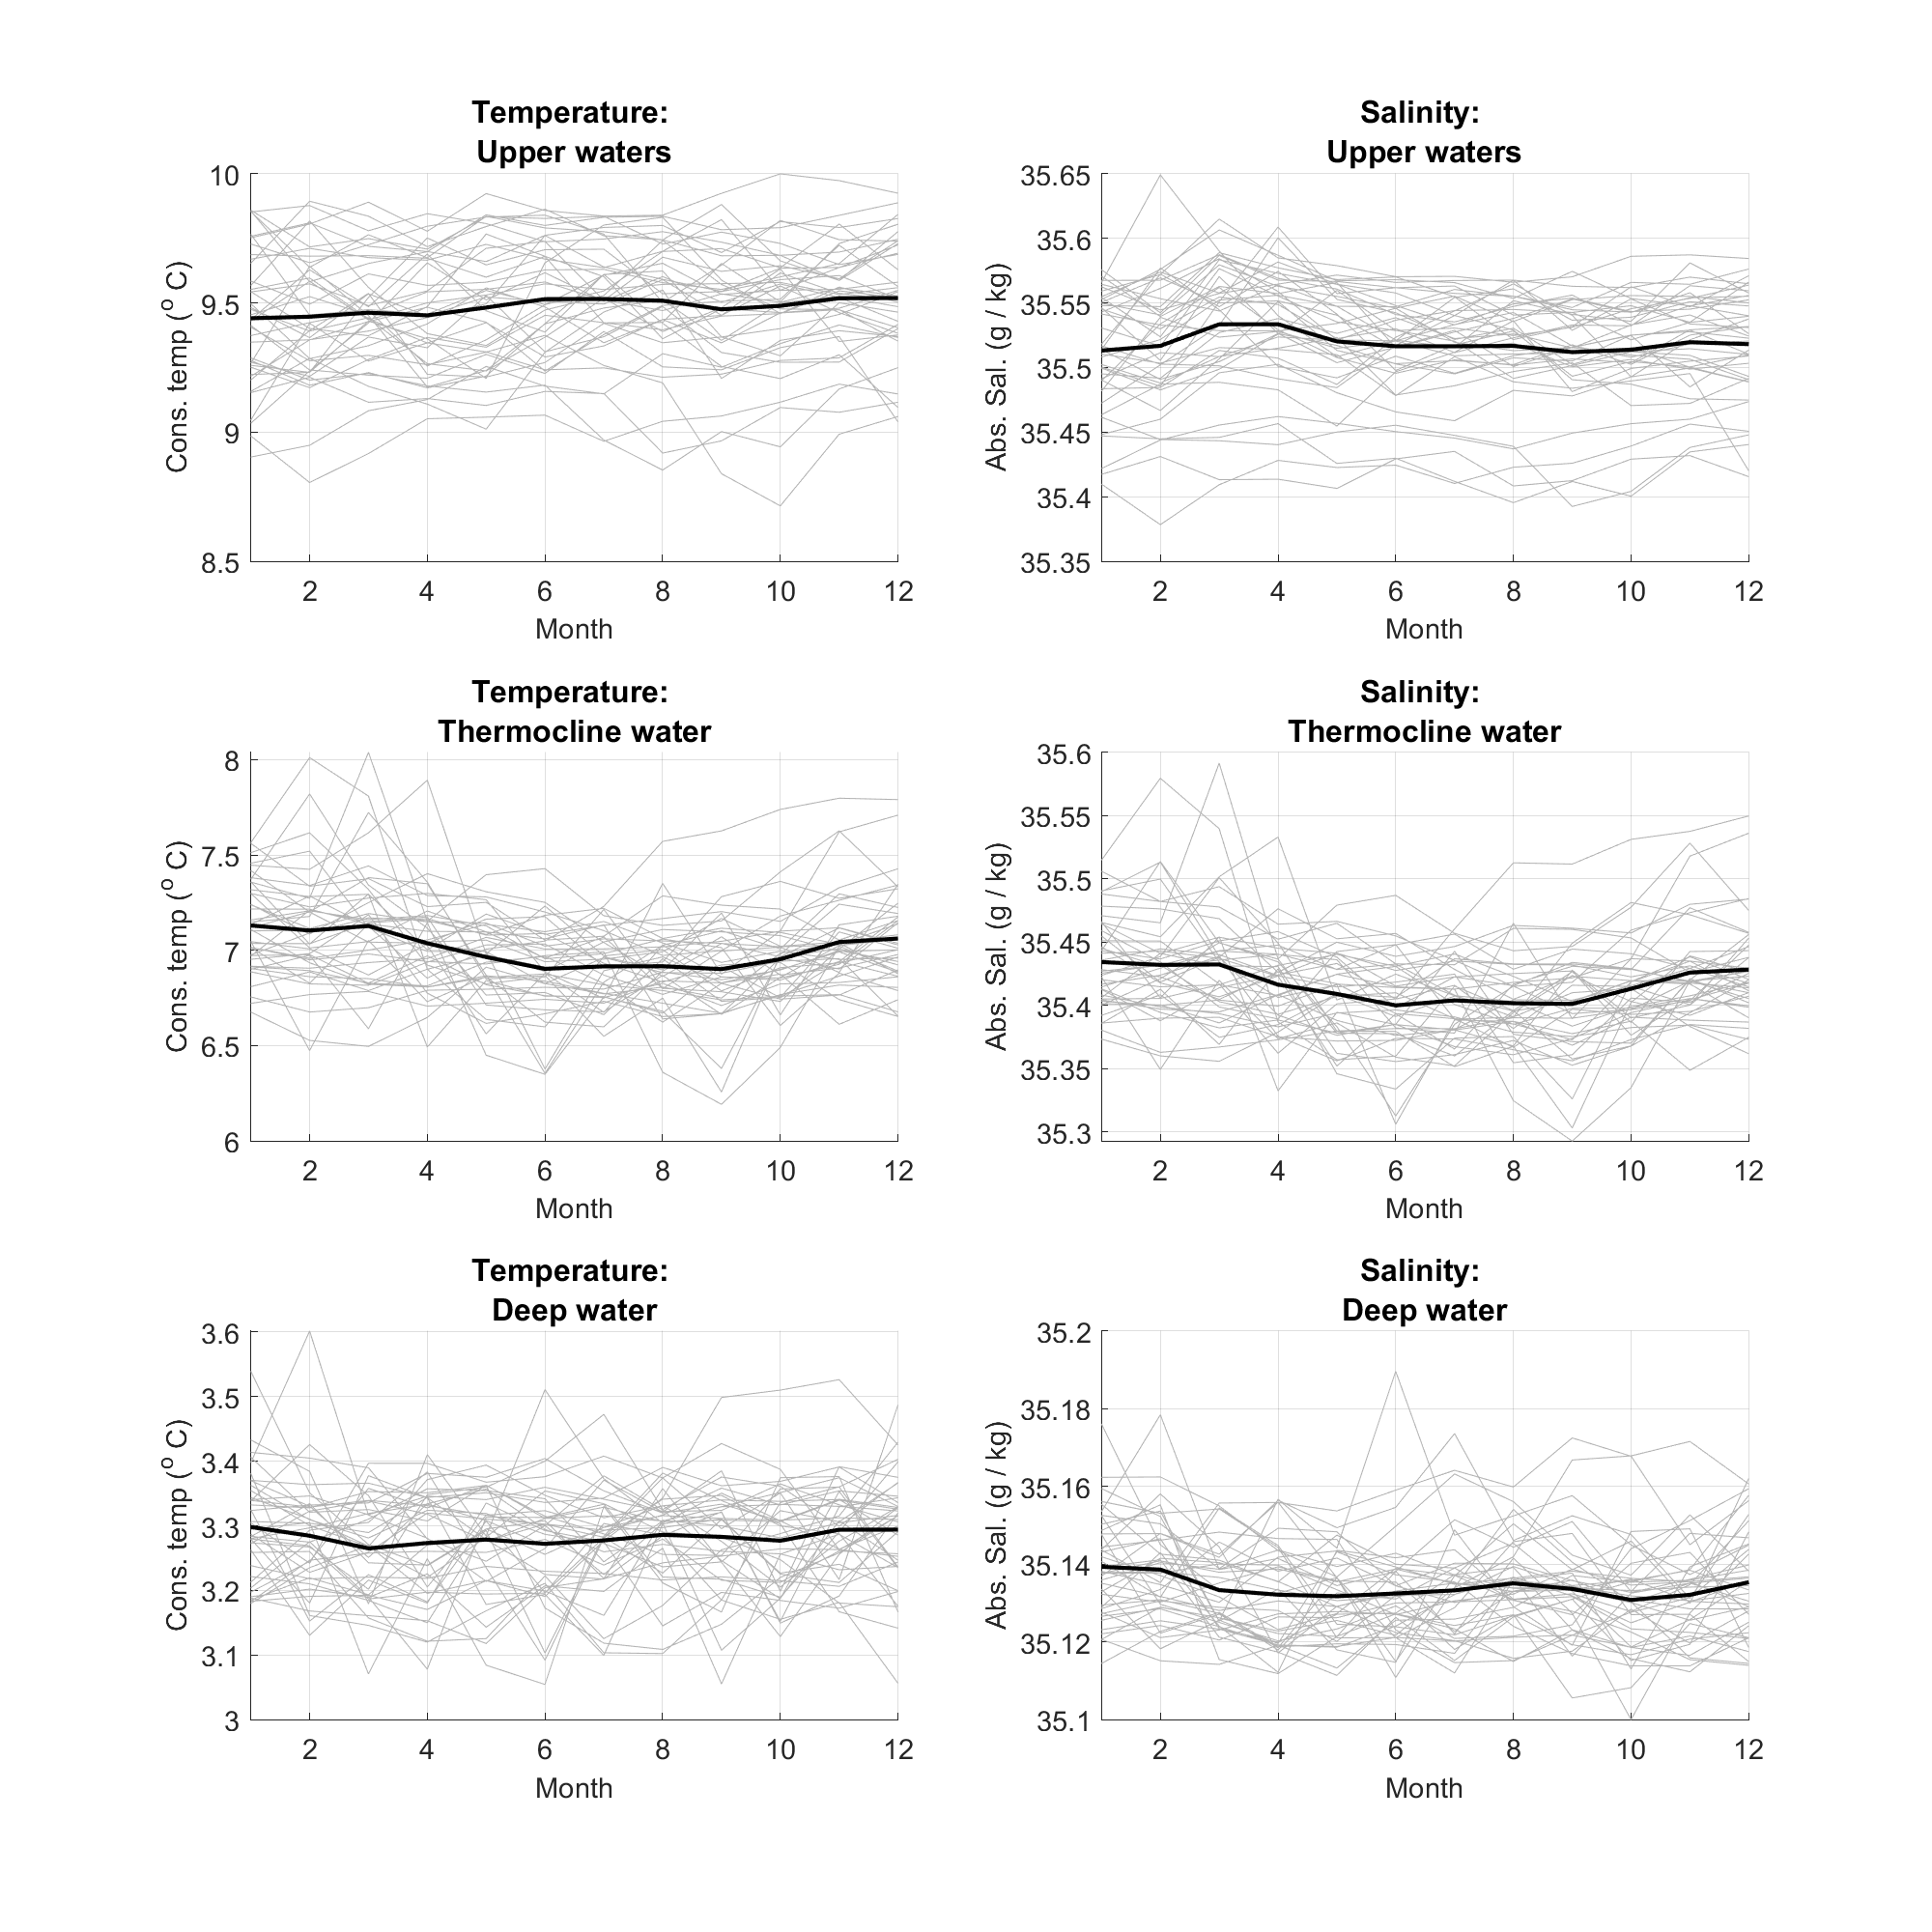 Temperature:
Upper waters
10
9.5
9
8.5
Cons. temp (° C)
2 4 6 8 10 12
Month
Salinity:
Upper waters
35.65
35.6
35.55
35.5
35.45
35.4
35.35
Abs. Sal. (g / kg)
2 4 6 8 10 12
Month
Temperature:
Thermocline water
8
7.5
7
6.5
6
Cons. temp (° C)
2 4 6 8 10 12
Month
Salinity:
Thermocline water
35.6
35.55
35.5
35.45
35.4
35.35
35.3
Abs. Sal. (g / kg)
2 4 6 8 10 12
Month
Temperature:
Deep water
3.6
3.5
3.4
3.3
3.2
3.1
3
Cons. temp (° C)
2 4 6 8 10 12
Month
Salinity:
Deep water
35.2
35.18
35.16
35.14
35.12
35.1
Abs. Sal. (g / kg)
2 4 6 8 10 12
Month